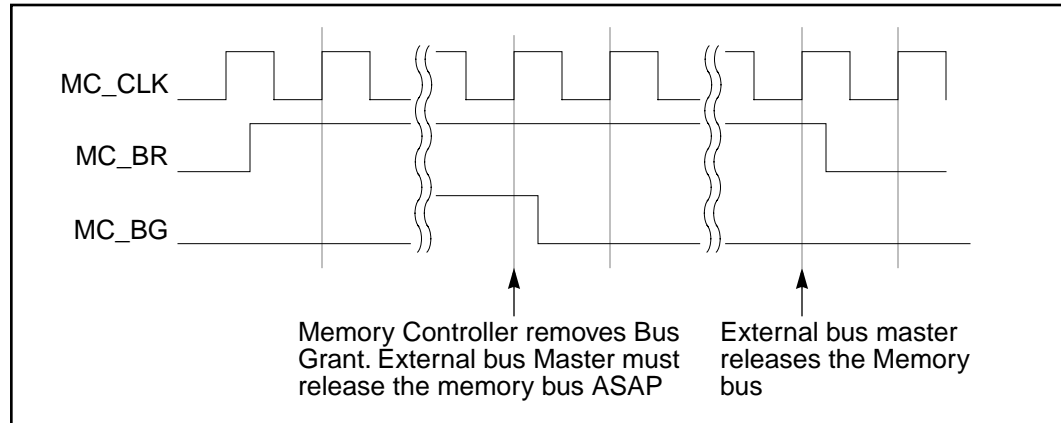 MC_CLK
MC_BR
MC_BG
Memory Controller removes Bus
Grant. External bus Master must
release the memory bus ASAP
External bus master
releases the Memory
bus